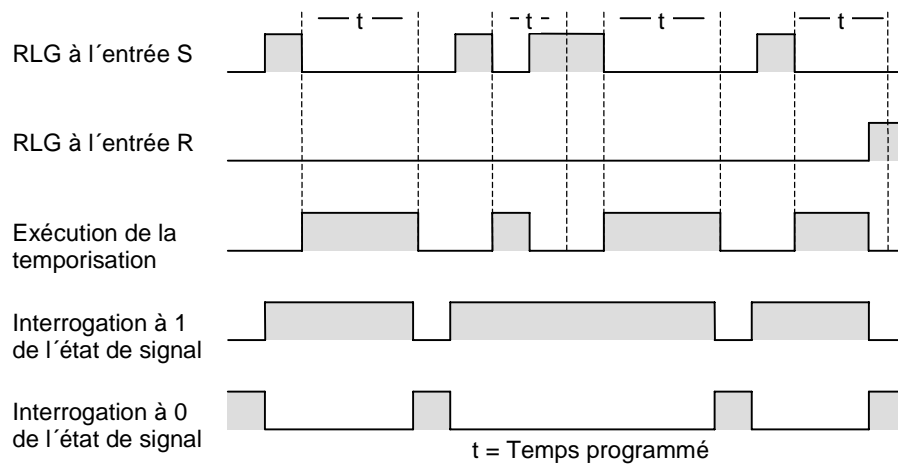 t t t t
RLG à l´entrée S
RLG à l´entrée R
Exécution de la
temporisation
Interrogation à 1
de l´état de signal
Interrogation à 0
de l´état de signal
t = Temps programmé